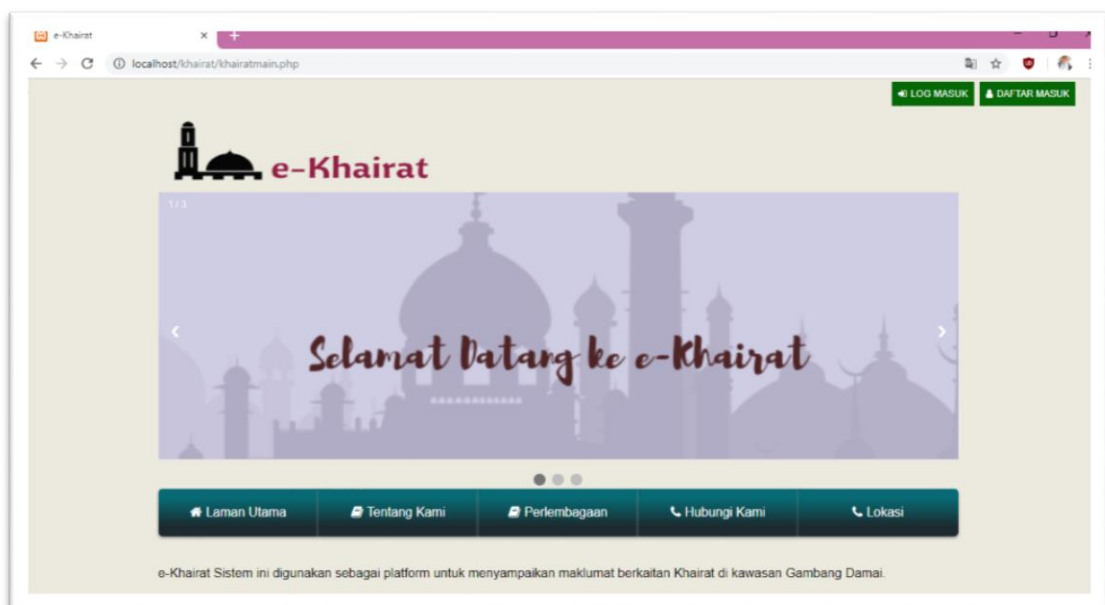 e-Khairat
localhost/khairat/khairatmain.php
LOG MASUK DAFTAR MASUK
e-Khairat
1 / 3
Selamat Datang ke e-Khairat
Laman Utama Tentang Kami Perlembagaan Hubungi Kami Lokasi
e-Khairat Sistem ini digunakan sebagai platform untuk menyampaikan maklumat berkaitan Khairat di kawasan Gambang Damai.